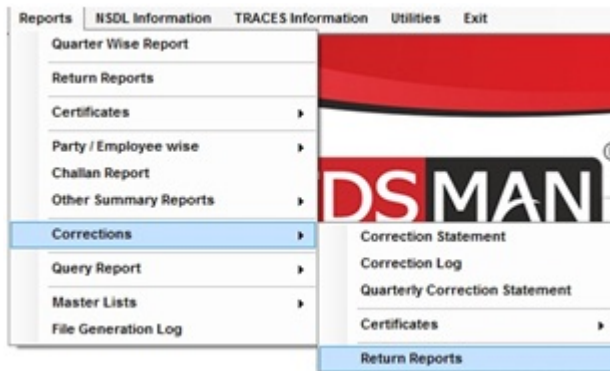 Reports NSDL Information TRACES Information Utilities Exit
Quarter Wise Report
Return Reports
Certificates
Party / Employee wise
Challan Report
Other Summary Reports
Corrections
Query Report
Master Lists
File Generation Log
DSMAN
Correction Statement
Correction Log
Quarterly Correction Statement
Certificates
Return Reports